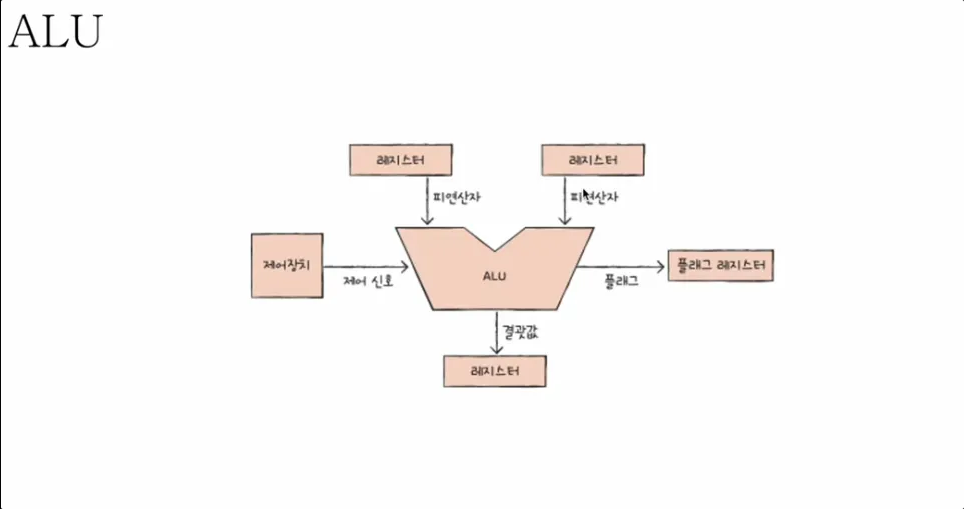 ALU
레지스터
레지스터
피연산자
피연산자
제어장치
제어 신호
ALU
플래그
플래그 레지스터
결괏값
레지스터